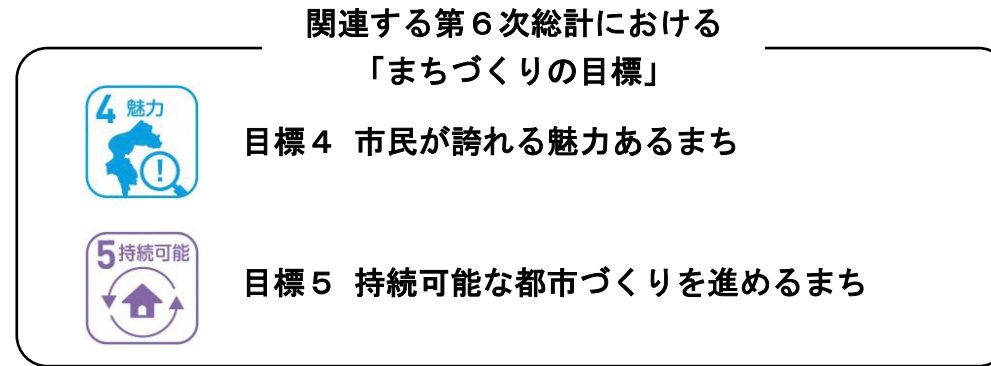 関連する第６次総計における
「まちづくりの目標」
4 魅力
!
目標４ 市民が誇れる魅力あるまち
5 持続可能
目標５ 持続可能な都市づくりを進めるまち